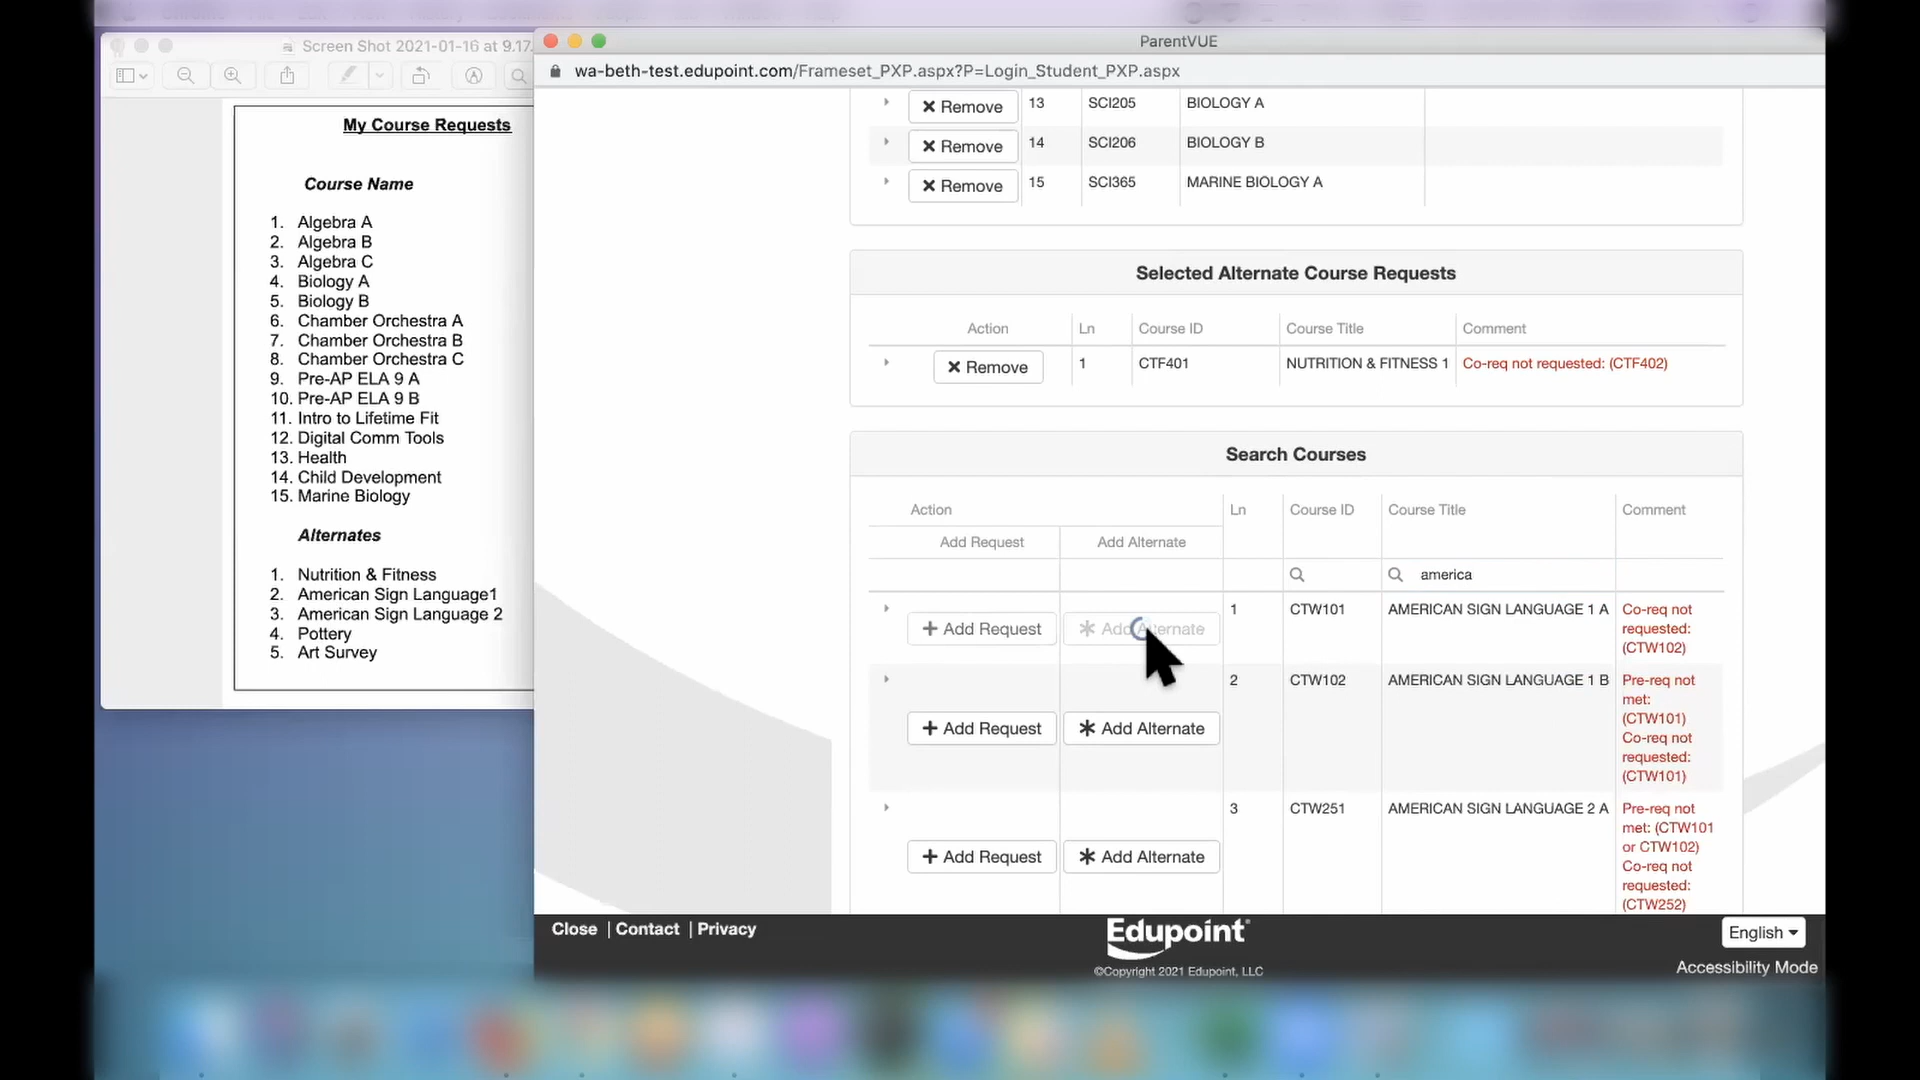 Screen Shot 2021-01-16 at 9.17.
My Course Requests
Course Name
1. Algebra A
2. Algebra B
3. Algebra C
4. Biology A
5. Biology B
6. Chamber Orchestra A
7. Chamber Orchestra B
8. Chamber Orchestra C
9. Pre-AP ELA 9 A
10. Pre-AP ELA 9 B
11. Intro to Lifetime Fit
12. Digital Comm Tools
13. Health
14. Child Development
15. Marine Biology
Alternates
1. Nutrition & Fitness
2. American Sign Language1
3. American Sign Language 2
4. Pottery
5. Art Survey
ParentVUE
wa-beth-test.edupoint.com/Frameset_PXP.aspx?P=Login_Student_PXP.aspx
Remove 13 SCI205 BIOLOGY A
Remove 14 SCI206 BIOLOGY B
Remove 15 SCI365 MARINE BIOLOGY A
Selected Alternate Course Requests
Action Ln Course ID Course Title Comment
Remove 1 CTF401 NUTRITION & FITNESS 1 Co-req not requested: (CTF402)
Search Courses
Action Ln Course ID Course Title Comment
Add Request Add Alternate
america
1 CTW101 AMERICAN SIGN LANGUAGE 1 A Co-req not
+ Add Request Add Alternate requested:
(CTW102)
2 CTW102 AMERICAN SIGN LANGUAGE 1 B Pre-req not
met:
(CTW101)
+ Add Request Add Alternate
Co-req not
requested:
(CTW101)
3 CTW251 AMERICAN SIGN LANGUAGE 2 A Pre-req not
met: (CTW101
or CTW102)
+ Add Request Add Alternate
Co-req not
requested:
(CTW252)
Close | Contact | Privacy
Edupoint
©Copyright 2021 Edupoint, LLC
English
Accessibility Mode